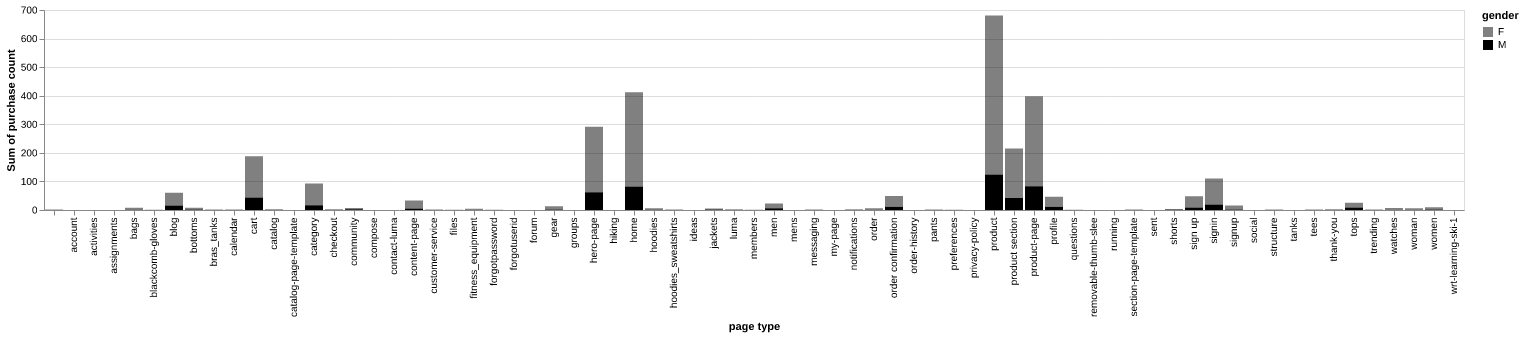 700
600
500
400
300
200
100
0
Sum of purchase count
account
activities
assignments
bags
blackcomb-gloves
blog
bottoms
bras_tanks
calendar
cart
catalog
catalog-page-template
category
checkout
community
compose
contact-luma
content-page
customer-service
files
fitness_equipment
forgotpassword
forgotuserid
forum
gear
groups
hero-page
hiking
home
hoodies
hoodies_sweatshirts
ideas
jackets
luma
members
men
mens
messaging
my-page
notifications
order
order confirmation
order-history
pants
preferences
privacy-policy
product
product section
product-page
profile
questions
removable-thumb-slee
running
section-page-template
sent
shorts
sign up
signin
signup
social
structure
tanks
tees
thank-you
tops
trending
watches
woman
women
wrt-learning-ski-1_
page type
gender
F
M